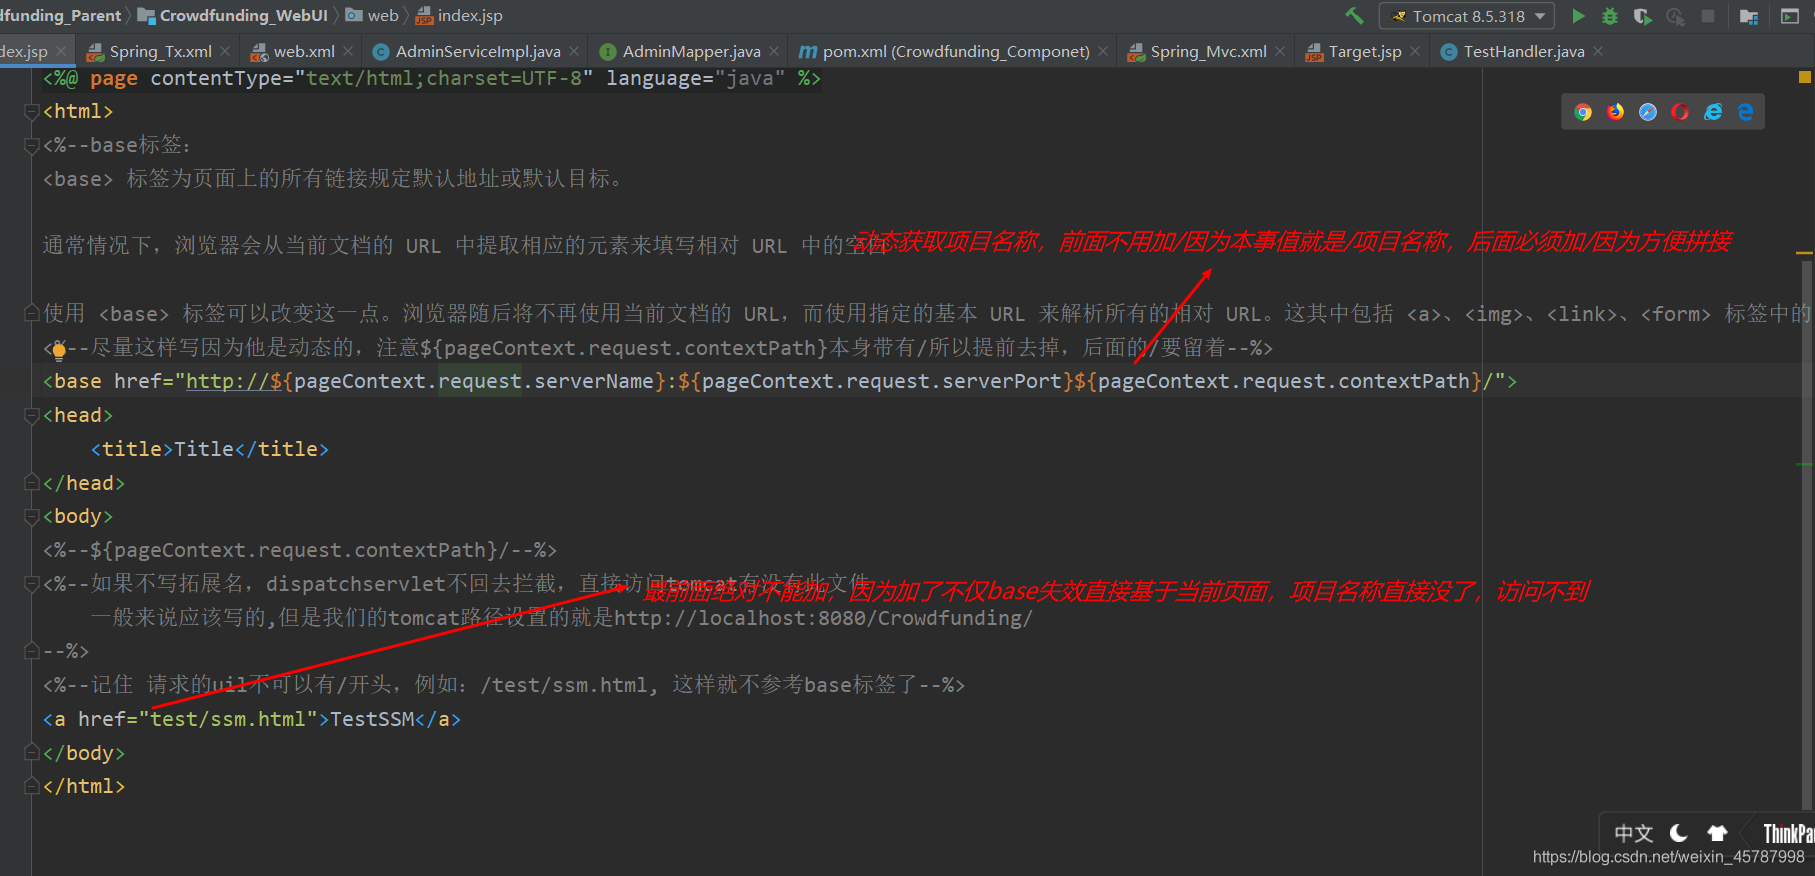 dfunding_Parent Crowdfunding_WebUI web index.jsp Tomcat 8.5.318
dex.jsp Spring_Tx.xml web.xml AdminServiceImpl.java AdminMapper.java pom.xml (Crowdfunding_Componet) Spring_Mvc.xml Target.jsp TestHandler.java
<%@ page contentType="text/html;charset=UTF-8" language="java" %>
<html>
<%--base标签:
<base> 标签为页面上的所有链接规定默认地址或默认目标。
通常情况下，浏览器会从当前文档的 URL 中提取相应的元素来填写相对 URL 中的空白
动态获取项目名称，前面不用加/因为本事值就是/项目名称，后面必须加/因为方便拼接
使用 <base> 标签可以改变这一点。浏览器随后将不再使用当前文档的 URL，而使用指定的基本 URL 来解析所有的相对 URL。这其中包括 <a>、<img>、<link>、<form> 标签中的
<%--尽量这样写因为他是动态的，注意${pageContext.request.contextPath}本身带有/所以提前去掉，后面的/要留着--%>
<base href="http://${pageContext.request.serverName}:${pageContext.request.serverPort}${pageContext.request.contextPath}/">
<head>
<title>Title</title>
</head>
<body>
<%--${pageContext.request.contextPath}/--%>
<%--如果不写拓展名，dispatchservlet不回去拦截，直接访问tomcat有没有此文件
最前面绝对不能加/，因为加了不仅base失效直接基于当前页面，项目名称直接没了，访问不到
一般来说应该写的,但是我们的tomcat路径设置的就是http://localhost:8080/Crowdfunding/
--%>
<%--记住 请求的uil不可以有/开头，例如：/test/ssm.html, 这样就不参考base标签了--%>
<a href="test/ssm.html">TestSSM</a>
</body>
</html>
中文 ThinkPa
https://blog.csdn.net/weixin_45787998